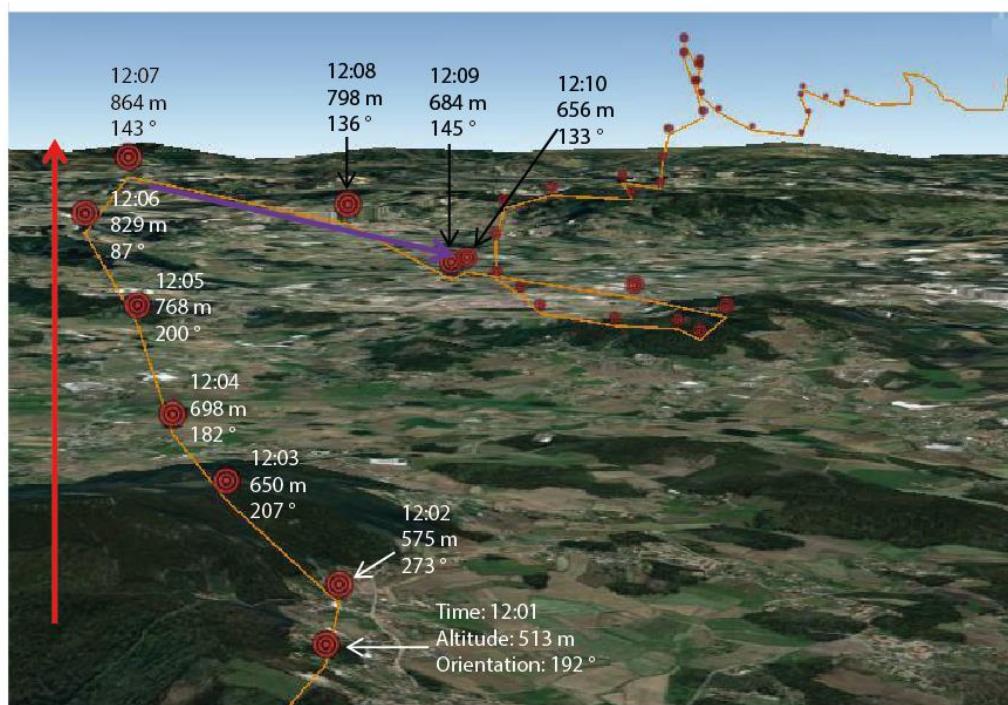 12:07
864 m
143 °
12:08
798 m
136 °
12:09
684 m
145 °
12:10
656 m
133 °
12:06
829 m
87 °
12:05
768 m
200 °
12:04
698 m
182 °
12:03
650 m
207 °
12:02
575 m
273 °
Time: 12:01
Altitude: 513 m
Orientation: 192 °